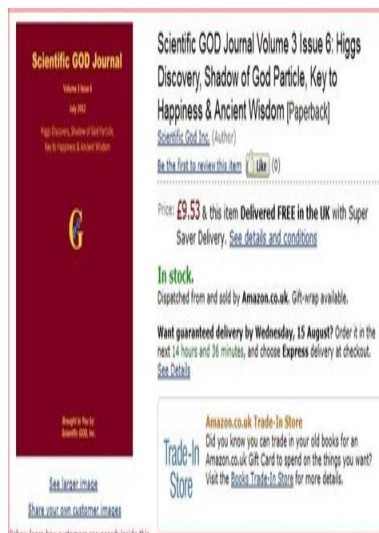 Scientific GOD Journal
Volume 3 Issue 6
July 2012
Higgs Discovery, Shadow of God Particle,
Key to Happiness & Ancient Wisdom
G
Brought to You by:
Scientific GOD, Inc.
See larger image
Share your own customer images
Scientific GOD Journal Volume 3 Issue 6: Higgs
Discovery, Shadow of God Particle, Key to
Happiness & Ancient Wisdom [Paperback]
Scientific God Inc. (Author)
Be the first to review this item Like (0)
Price: £9.53 & this item Delivered FREE in the UK with Super
Saver Delivery. See details and conditions
In stock.
Dispatched from and sold by Amazon.co.uk. Gift-wrap available.
Want guaranteed delivery by Wednesday, 15 August? Order it in the
next 14 hours and 36 minutes, and choose Express delivery at checkout.
See Details
Trade-In
Store
Amazon.co.uk Trade-In Store
Did you know you can trade in your old books for an
Amazon.co.uk Gift Card to spend on the things you want?
Visit the Books Trade-In Store for more details.